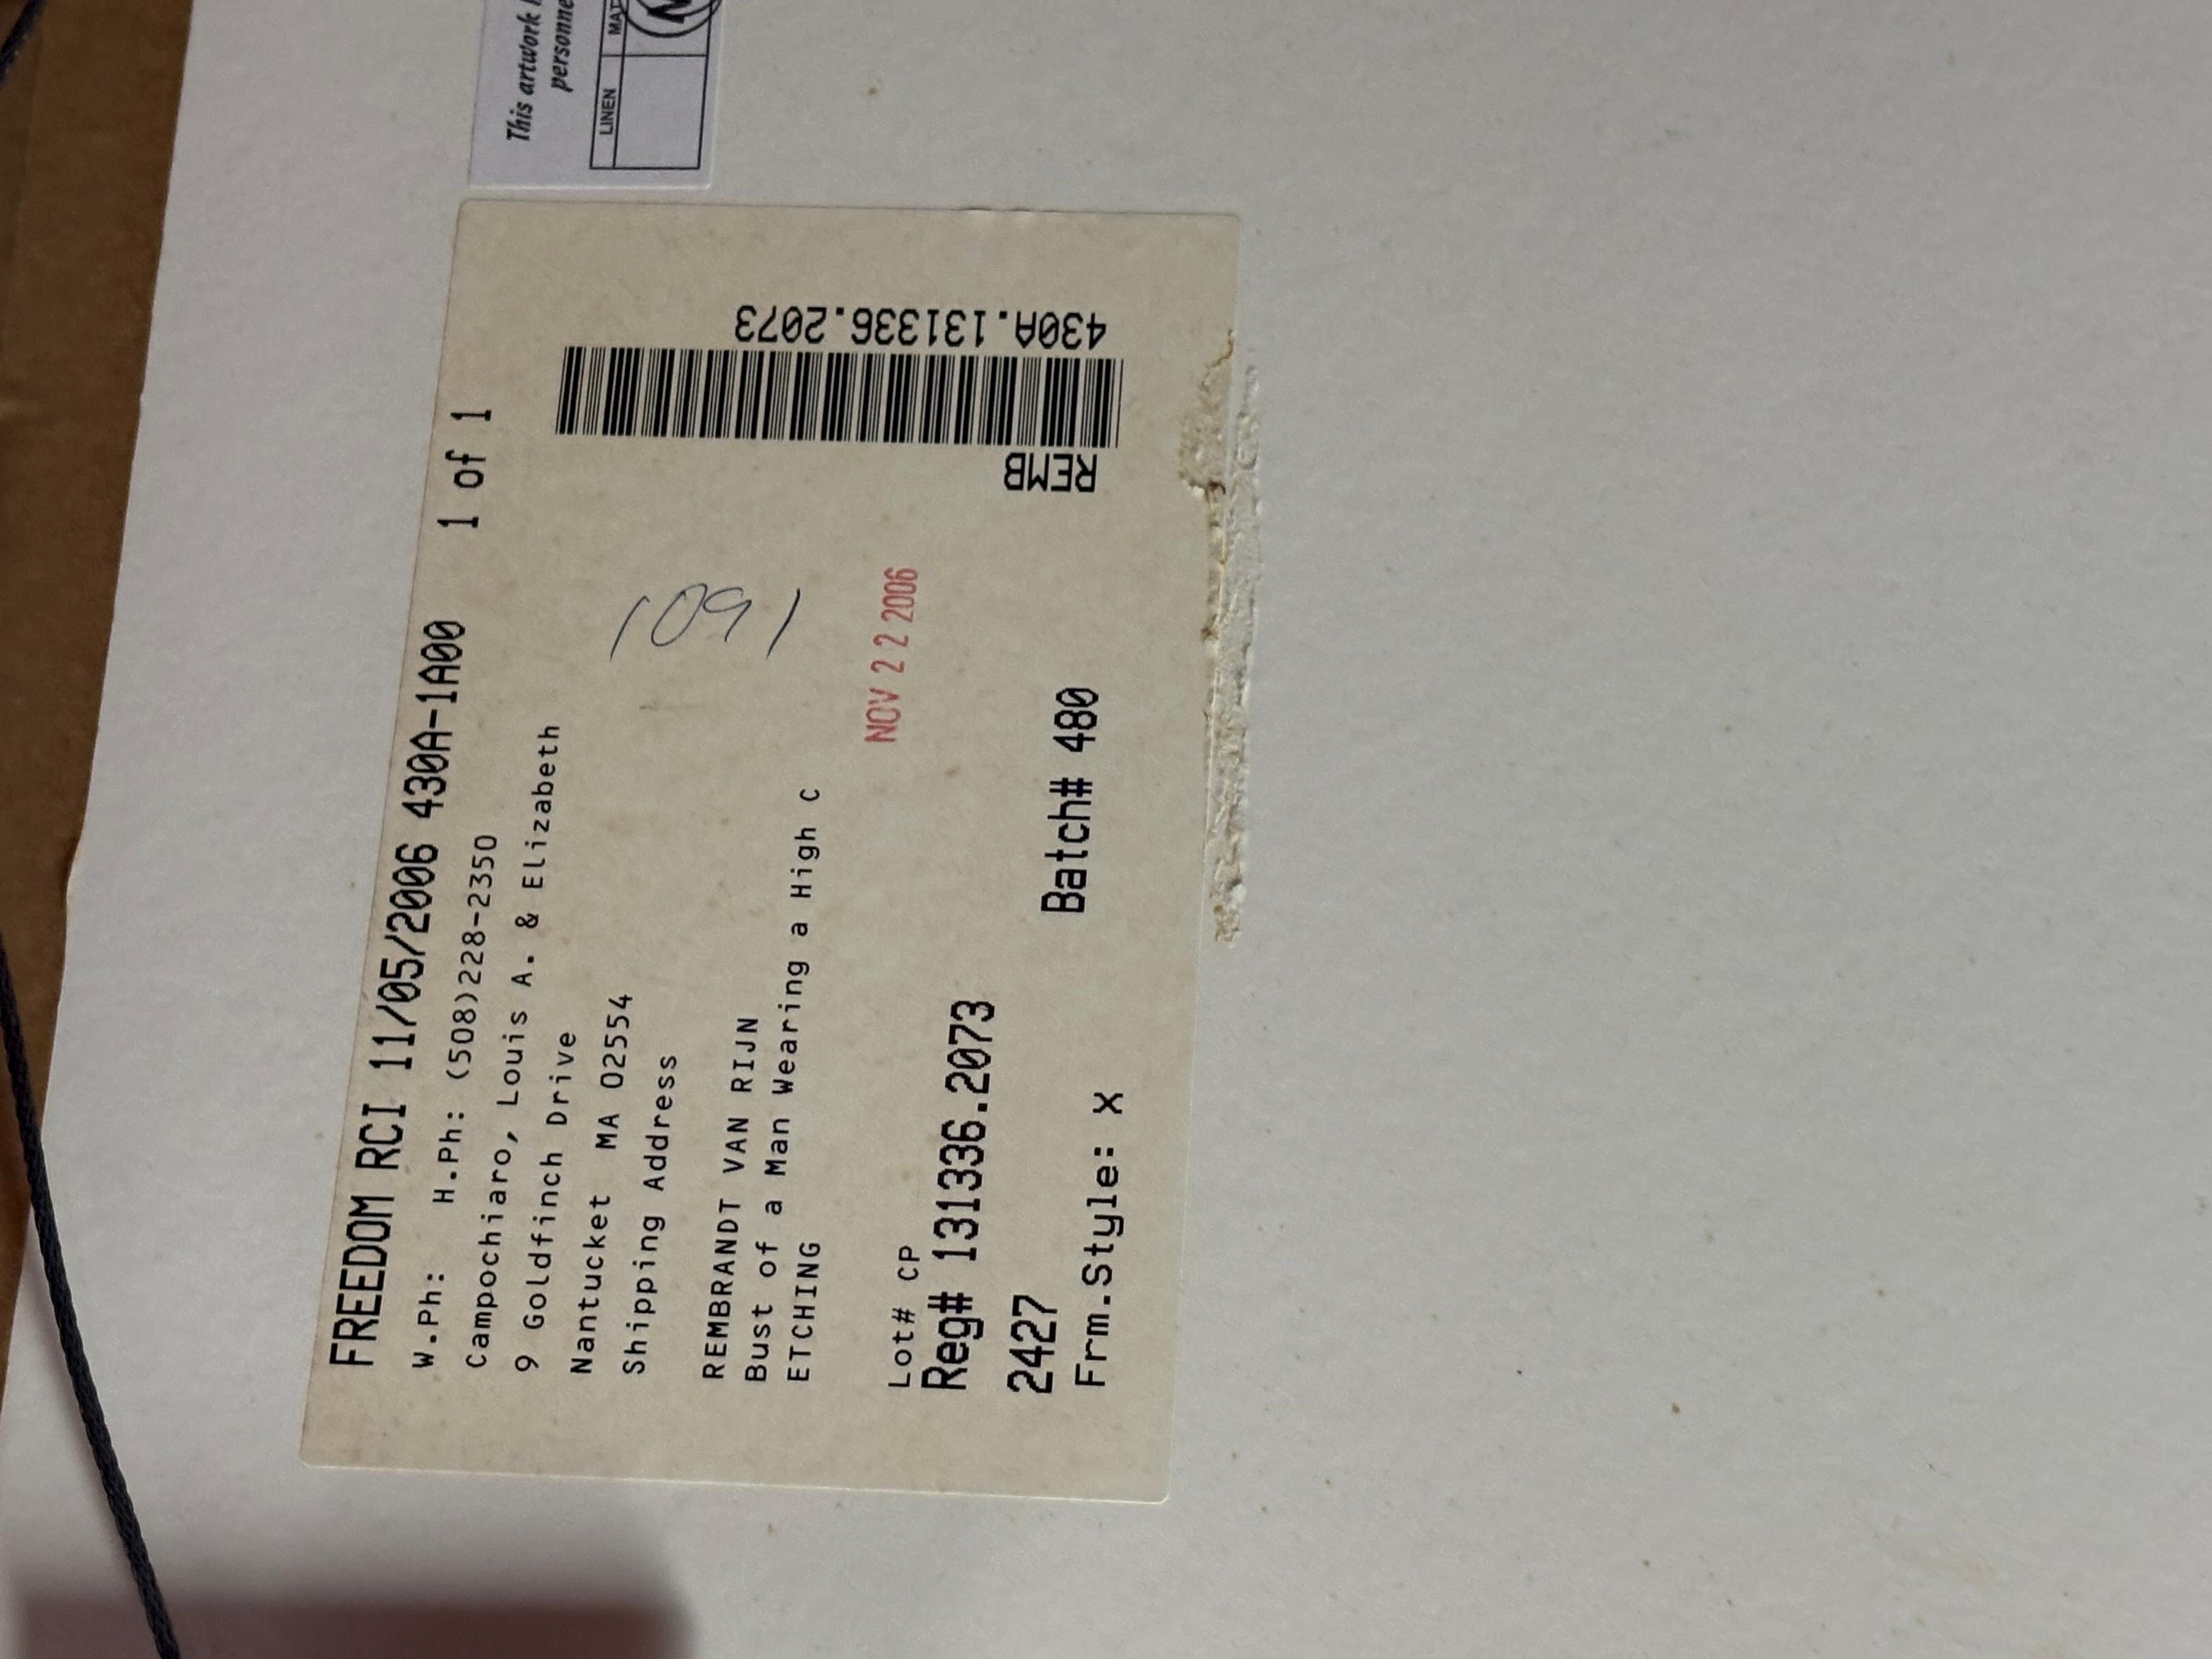 This artwork
personne
LINEN
FREEDOM RCI 11/05/2006 430A-1A00 1 of 1
W.Ph: H.Ph: (508)228-2350
Campochiaro, Louis A. & Elizabeth
9 Goldfinch Drive
Nantucket MA 02554
Shipping Address
REMBRANDT VAN RIJN
Bust of a Man Wearing a High C
ETCHING
1091
NOV 22 2006
Lot# CP
Reg# 131336.2073
2427 Batch# 480
Frm.Style: X
REMB
430A.131336.2073